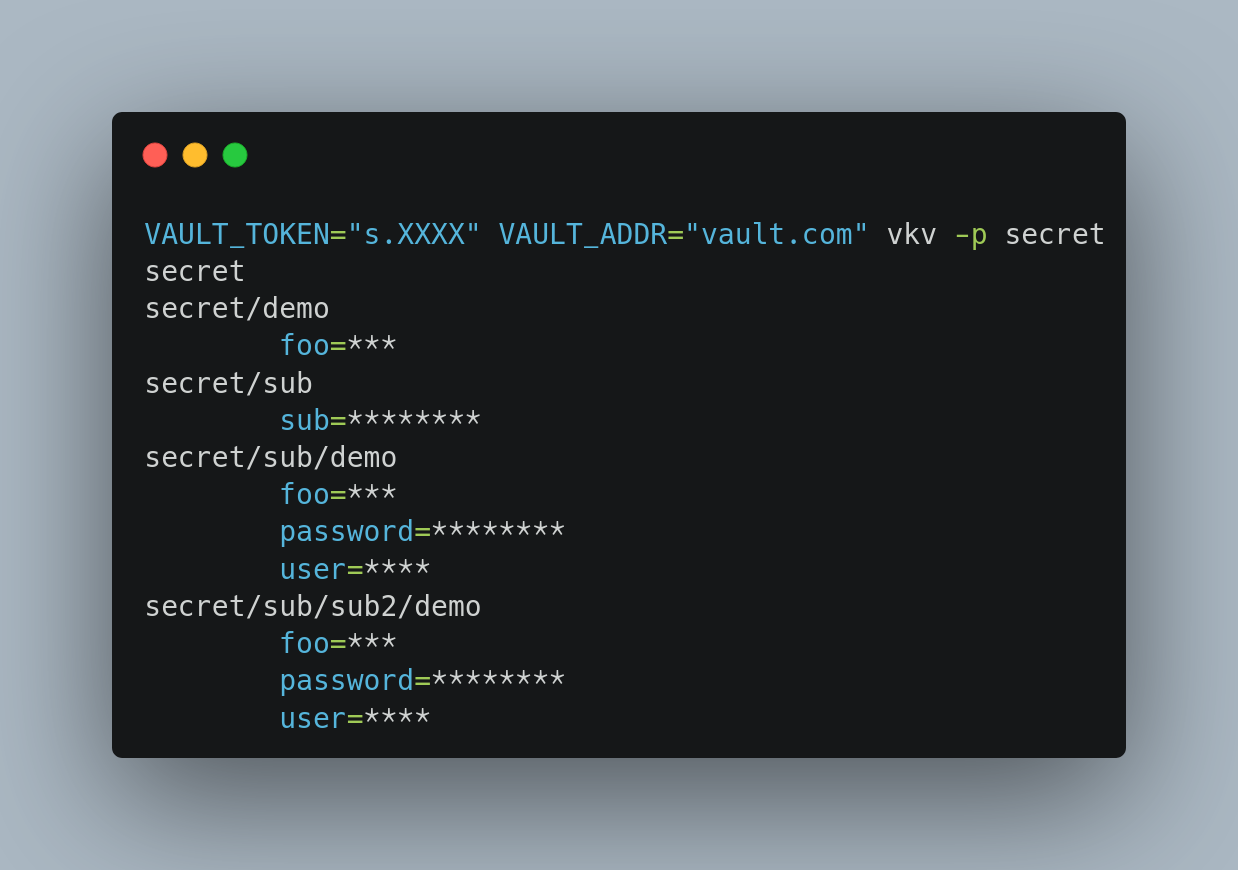 VAULT_TOKEN="s.XXXX" VAULT_ADDR="vault.com" vkv -p secret
secret
secret/demo
        foo=***
secret/sub
        sub=********
secret/sub/demo
        foo=***
        password=********
        user=****
secret/sub/sub2/demo
        foo=***
        password=********
        user=****